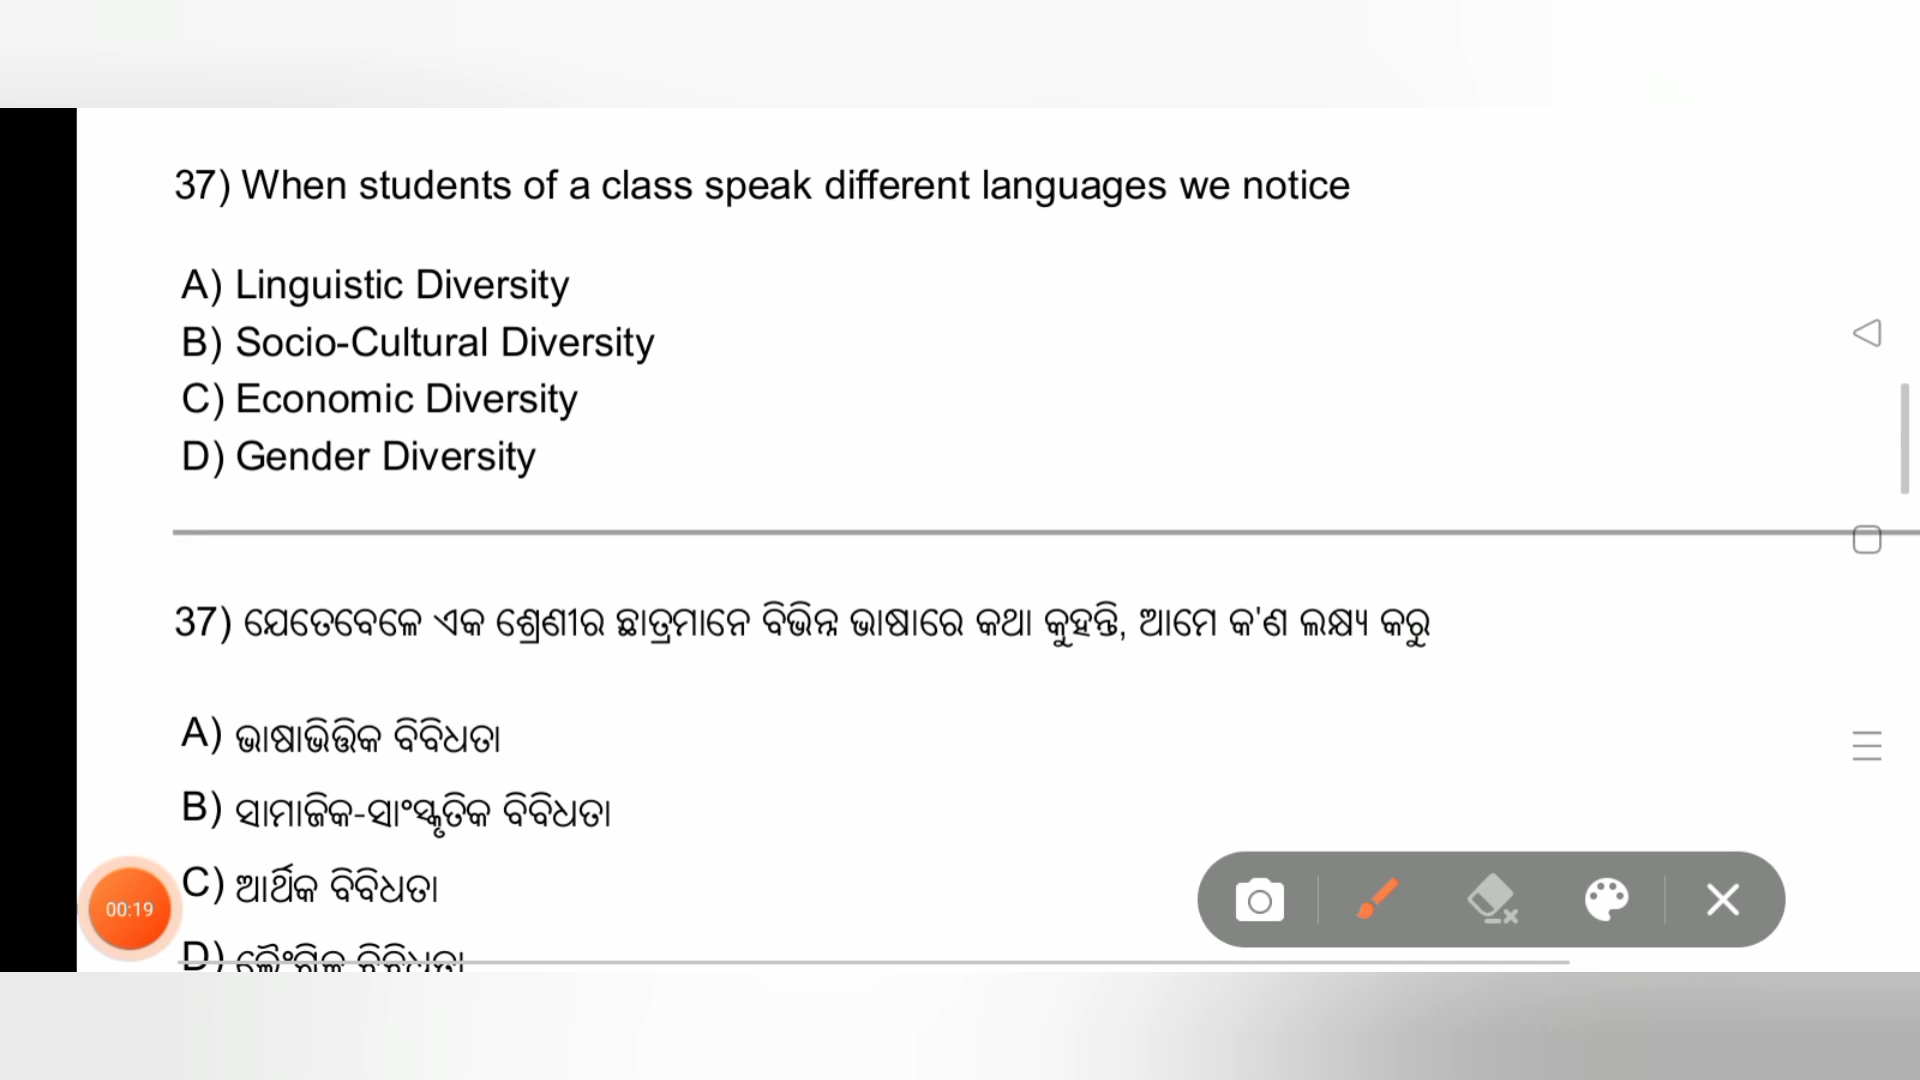 37) When students of a class speak different languages we notice
A) Linguistic Diversity
B) Socio-Cultural Diversity
C) Economic Diversity
D) Gender Diversity
37) ଯେତେବେଳେ ଏକ ଶ୍ରେଣୀର ଛାତ୍ରମାନେ ବିଭିନ୍ନ ଭାଷାରେ କଥା କୁହନ୍ତି, ଆମେ କ'ଣ ଲକ୍ଷ୍ୟ କରୁ
A) ଭାଷାଭିତ୍ତିକ ବିବିଧତା
B) ସାମାଜିକ-ସାଂସ୍କୃତିକ ବିବିଧତା
C) ଆର୍ଥିକ ବିବିଧତା
00:19
D) ଲୈଂଗିକ ବିବିଧତା